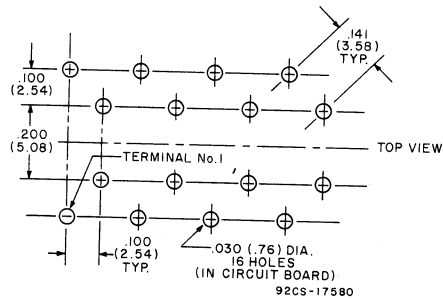 .141
(3.58)
TYP.
.100
(2.54)
.200
(5.08)
TOP VIEW
TERMINAL No.1
.100
(2.54)
TYP.
.030 (.76) DIA.
16 HOLES
(IN CIRCUIT BOARD)
92CS-17580